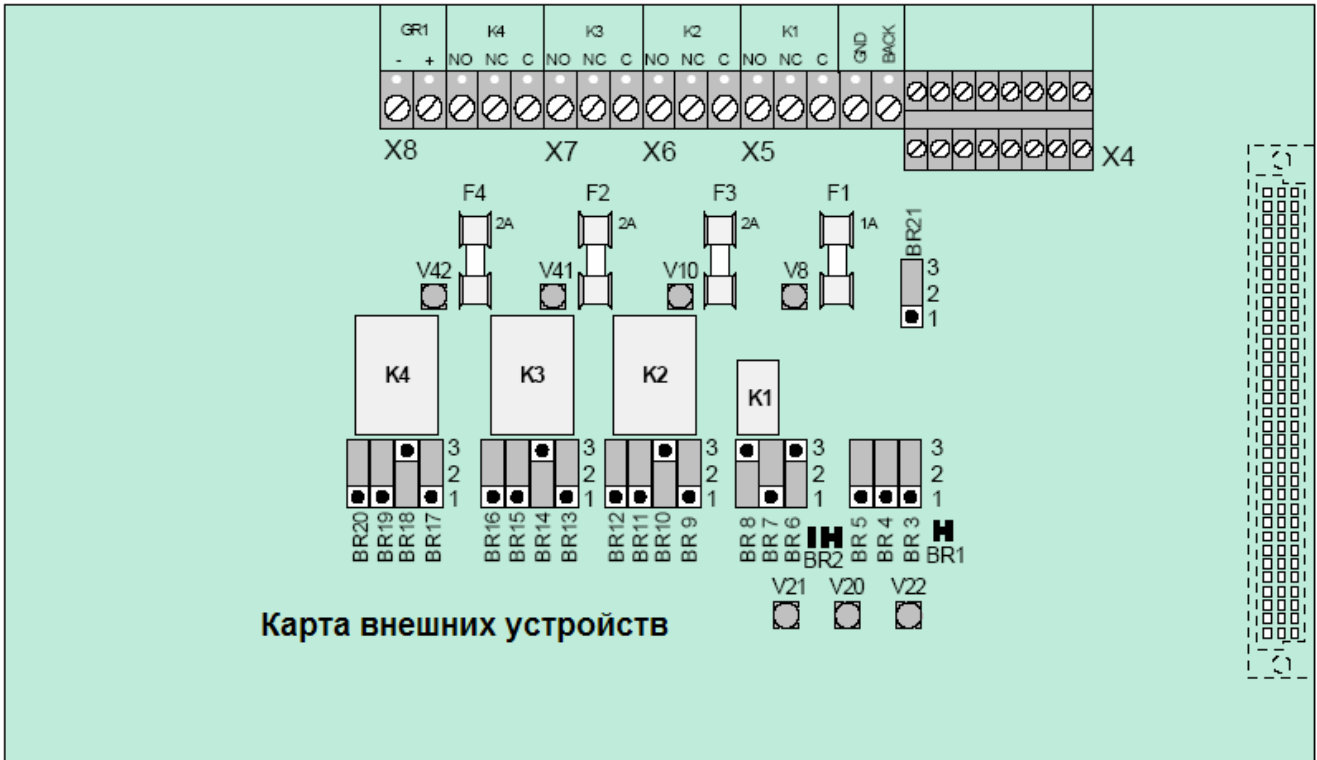 GR1 K4 K3 K2 K1 GND BACK
- + NO NC C NO NC C NO NC C NO NC C
X8 X7 X6 X5 X4
F4 F2 F3 F1
2A 2A 2A 1A
BR21
V42 V41 V10 V8
3
2
1
K4 K3 K2 K1
3 3 3 3 3
2 2 2 2 2
1 1 1 1 1
BR20 BR19 BR18 BR17 BR16 BR15 BR14 BR13 BR12 BR11 BR10 BR 9 BR 8 BR 7 BR 6 BR2 BR 5 BR 4 BR 3 BR1
V21 V20 V22
Карта внешних устройств